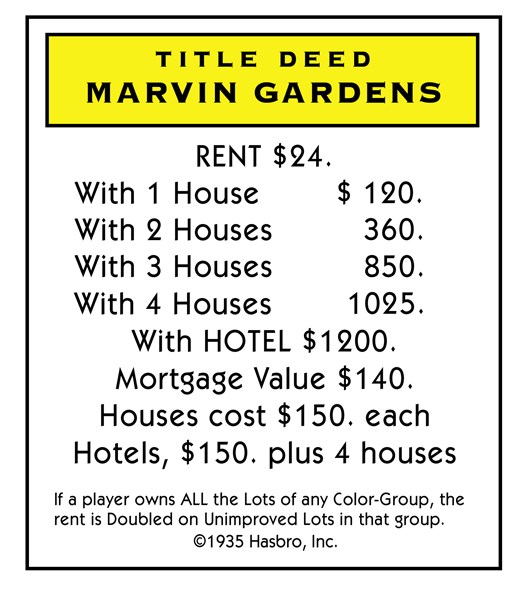 TITLE DEED
MARVIN GARDENS
RENT $24.
With 1 House $ 120.
With 2 Houses 360.
With 3 Houses 850.
With 4 Houses 1025.
With HOTEL $1200.
Mortgage Value $140.
Houses cost $150. each
Hotels, $150. plus 4 houses
If a player owns ALL the Lots of any Color-Group, the
rent is Doubled on Unimproved Lots in that group.
©1935 Hasbro, Inc.